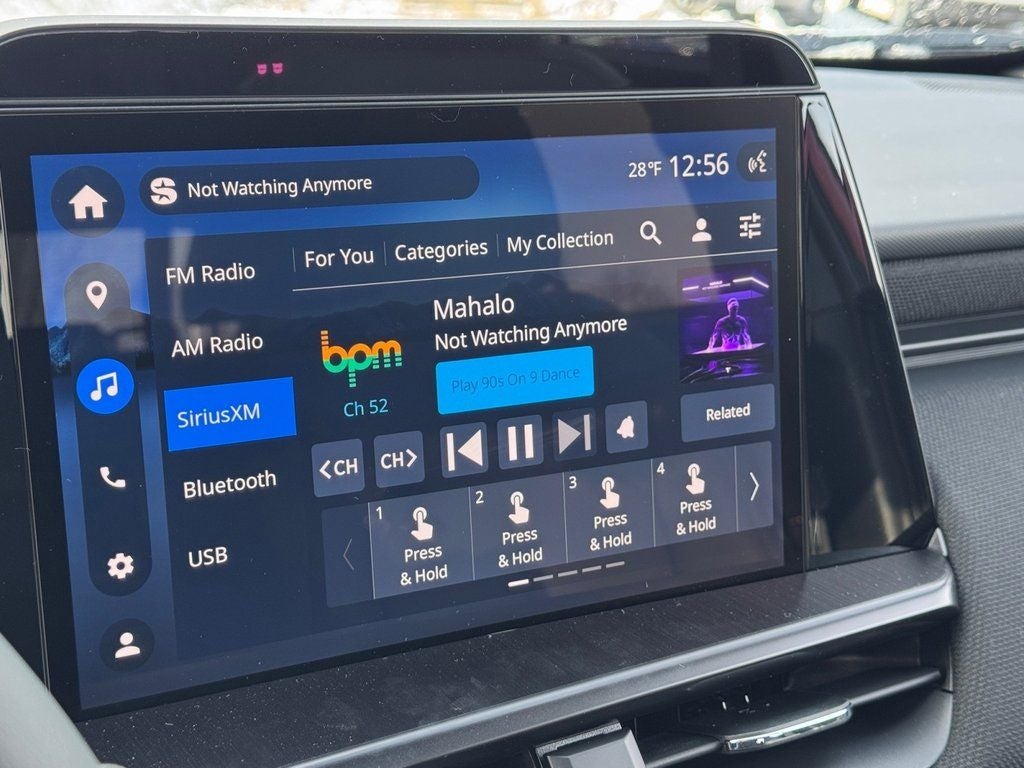 Not Watching Anymore
28°F 12:56
For You
Categories
My Collection
FM Radio
AM Radio
SiriusXM
Bluetooth
USB
bpm
Ch 52
Mahalo
Not Watching Anymore
Play 90s On 9 Dance
Related
<CH
CH>
1
Press
& Hold
2
Press
& Hold
3
Press
& Hold
4
Press
& Hold